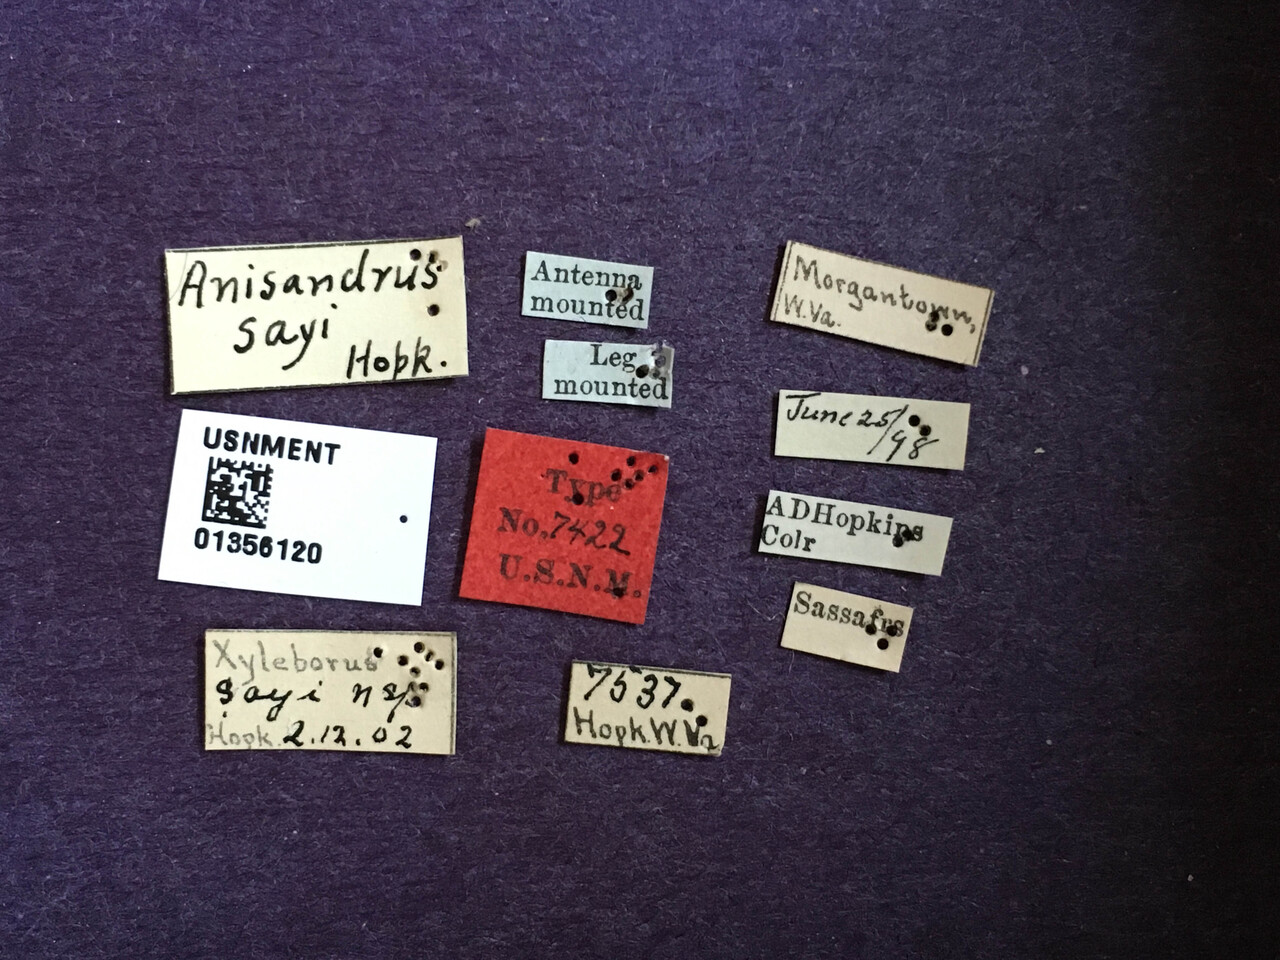 Anisandrus
sayi
Hopk.
Antenna
mounted
Leg
mounted
Morgantown,
W.Va.
June 25/98
ADHopkins
Colr
Sassafrs
USNMENT
01356120
Type
No.7422
U.S.N.M.
Xyleborus
sayi n sp
Hopk. 2.12.02
7537.
Hopk.W.Va